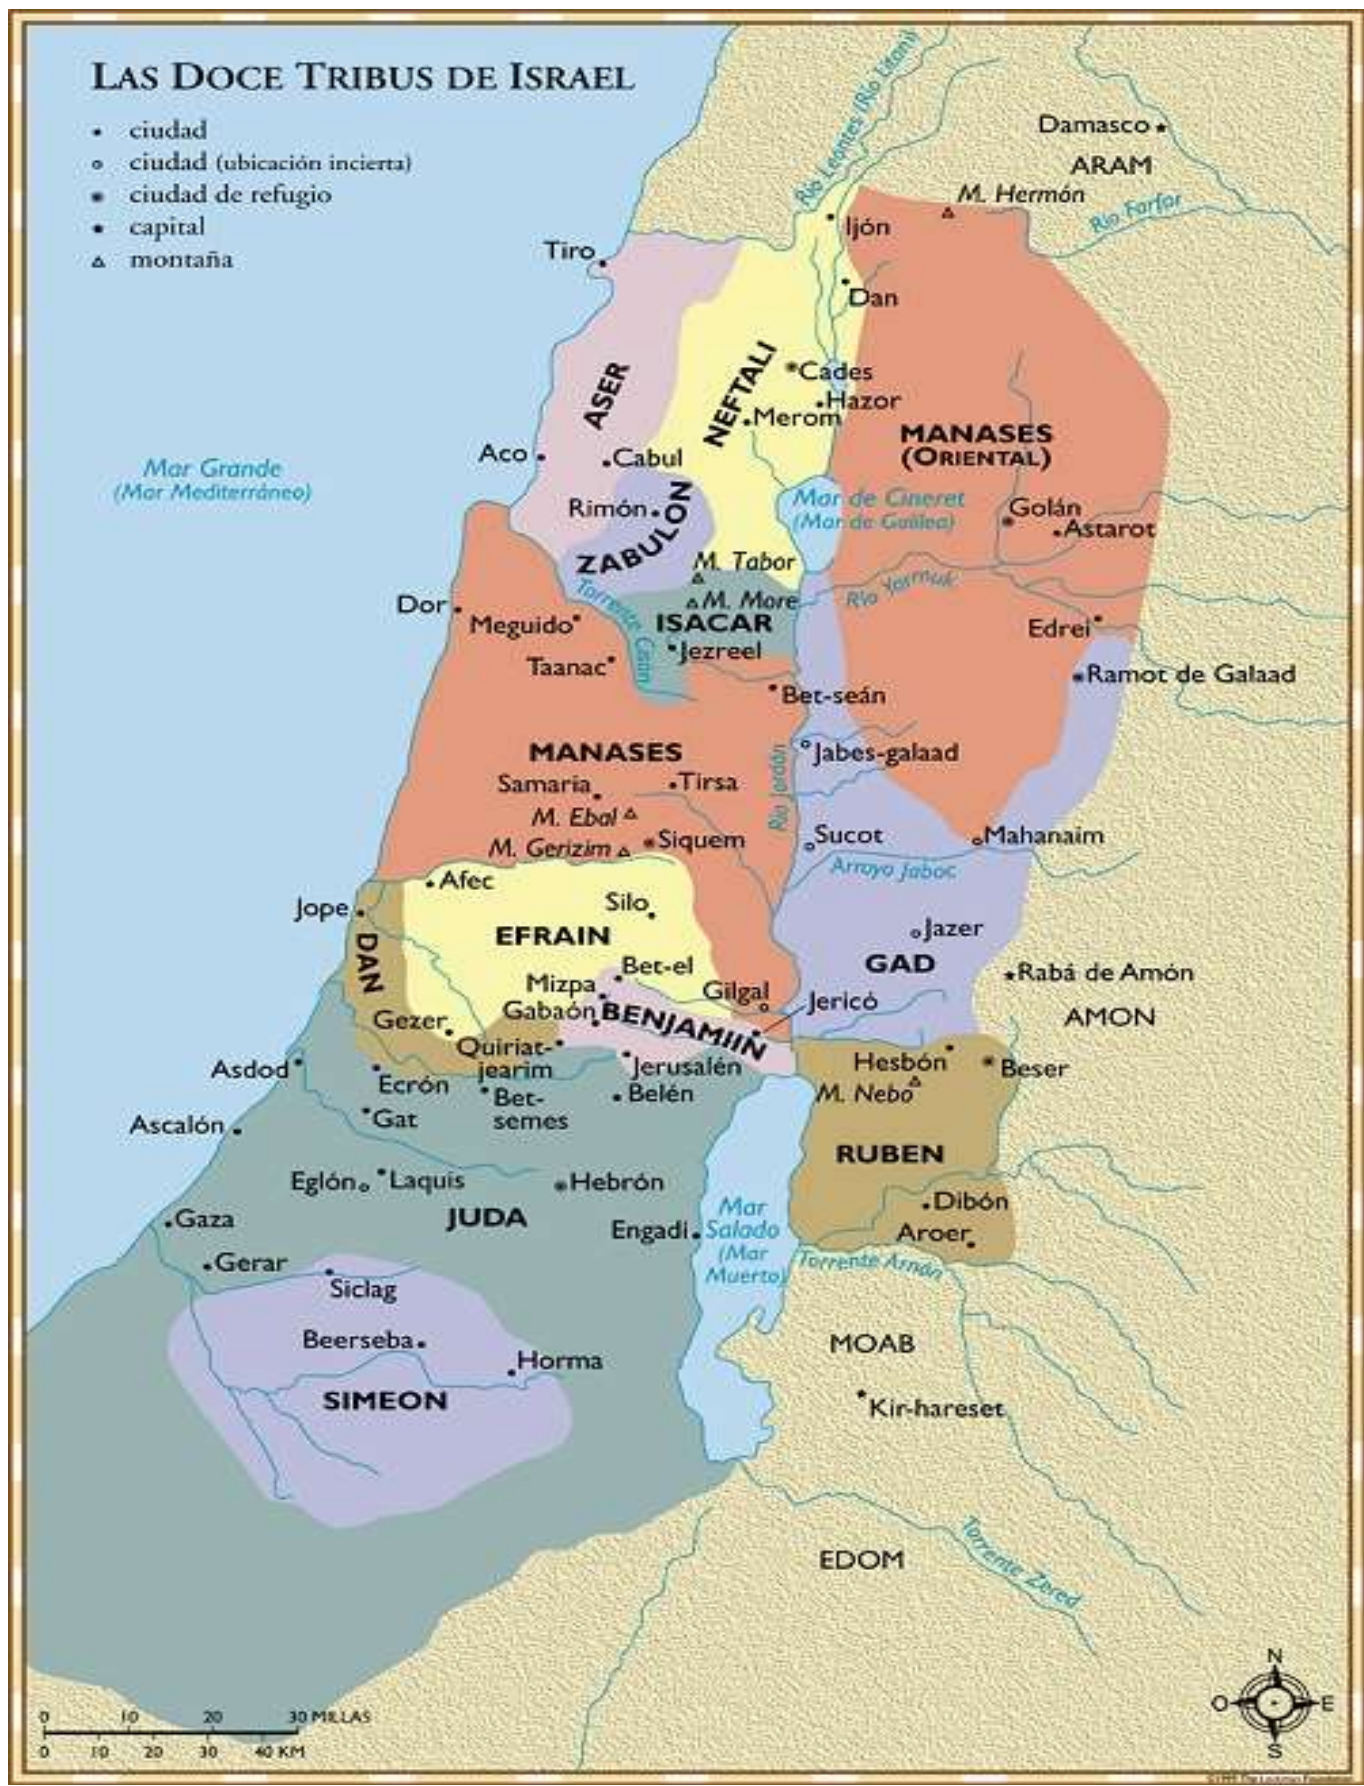 LAS DOCE TRIBUS DE ISRAEL
ciudad
ciudad (ubicación incierta)
ciudad de refugio
capital
montaña
Río Leontes (Río Litani)
Damasco
ARAM
M. Hermón
Río Farfar
Ijón
Tiro
Dan
ASER
NEFTALI
Cades
Hazor
Merom
MANASES
(ORIENTAL)
Aco
Cabul
Mar Grande
(Mar Mediterráneo)
Rimón
ZABULON
Mar de Cineret
(Mar de Galilea)
Golán
Astarot
M. Tabor
Río Yarmuk
Dor
Torrente Cisón
M. More
Meguido
ISACAR
Edrei
Taanac
Jezreel
Ramot de Galaad
Bet-seán
MANASES
Río Jordán
Jabes-galaad
Samaria
Tirsa
M. Ebal
M. Gerizim
Siquem
Sucot
Mahanaim
Arroyo Jaboc
Afec
Jope
Silo
DAN
EFRAIN
Jazer
GAD
Bet-el
Mizpa
Rabá de Amón
Gilgal
Jericó
Gabaón
BENJAMIIN
AMON
Gezer
Quiriat-
jearim
Jerusalén
Hesbón
Beser
Asdod
Ecrón
Bet-
semes
Belén
M. Nebo
Gat
Ascalón
RUBEN
Eglón
Laquis
Hebrón
Dibón
Gaza
JUDA
Engadi
Mar
Salado
(Mar
Muerto)
Aroer
Gerar
Torrente Arnón
Siclag
Beerseba
MOAB
Horma
SIMEON
Kir-hareset
EDOM
Torrente Zered
N
O
E
S
0 10 20 30 MILLAS
0 10 20 30 40 KM